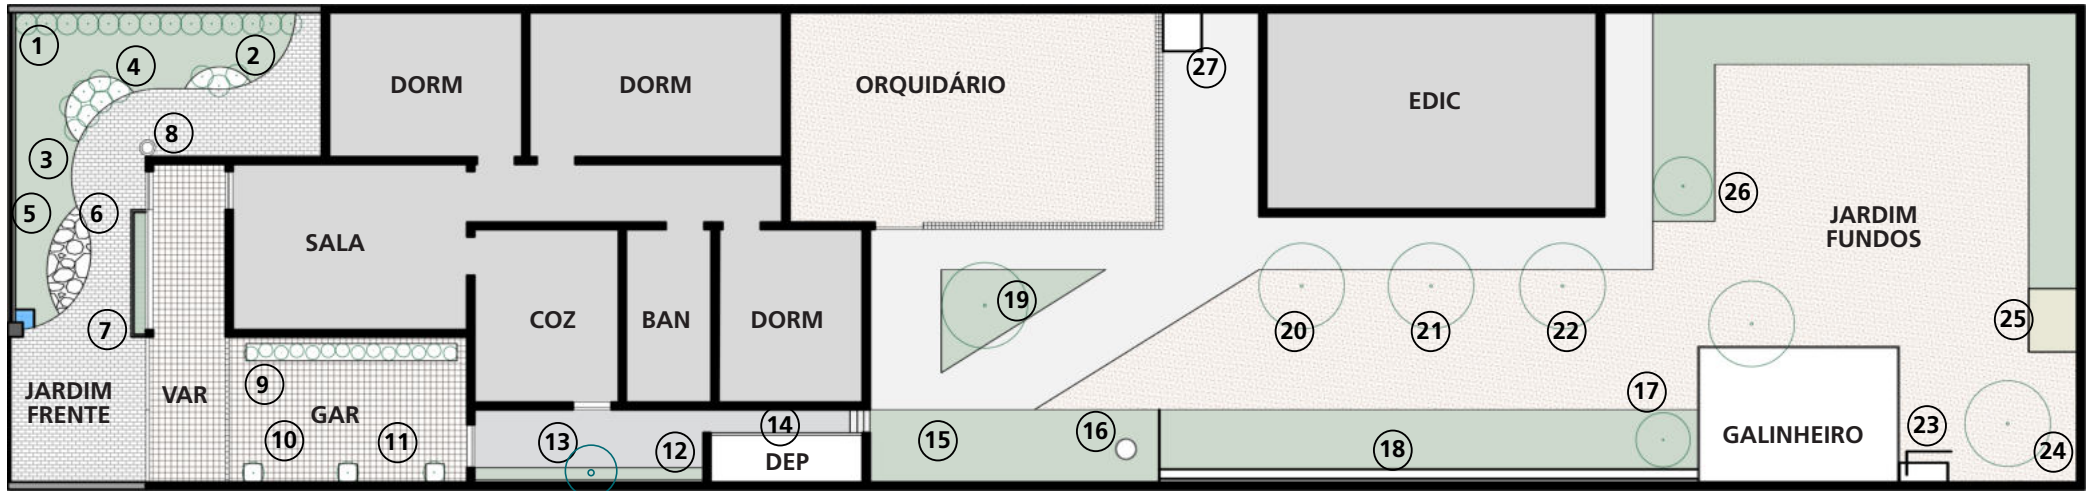 1
2
4
3
8
5
6
7
DORM
DORM
ORQUIDÁRIO
27
EDIC
26
JARDIM
FUNDOS
SALA
COZ
BAN
DORM
19
20
21
22
25
JARDIM
FRENTE
VAR
9
GAR
10
11
13
12
14
DEP
15
16
17
18
GALINHEIRO
23
24